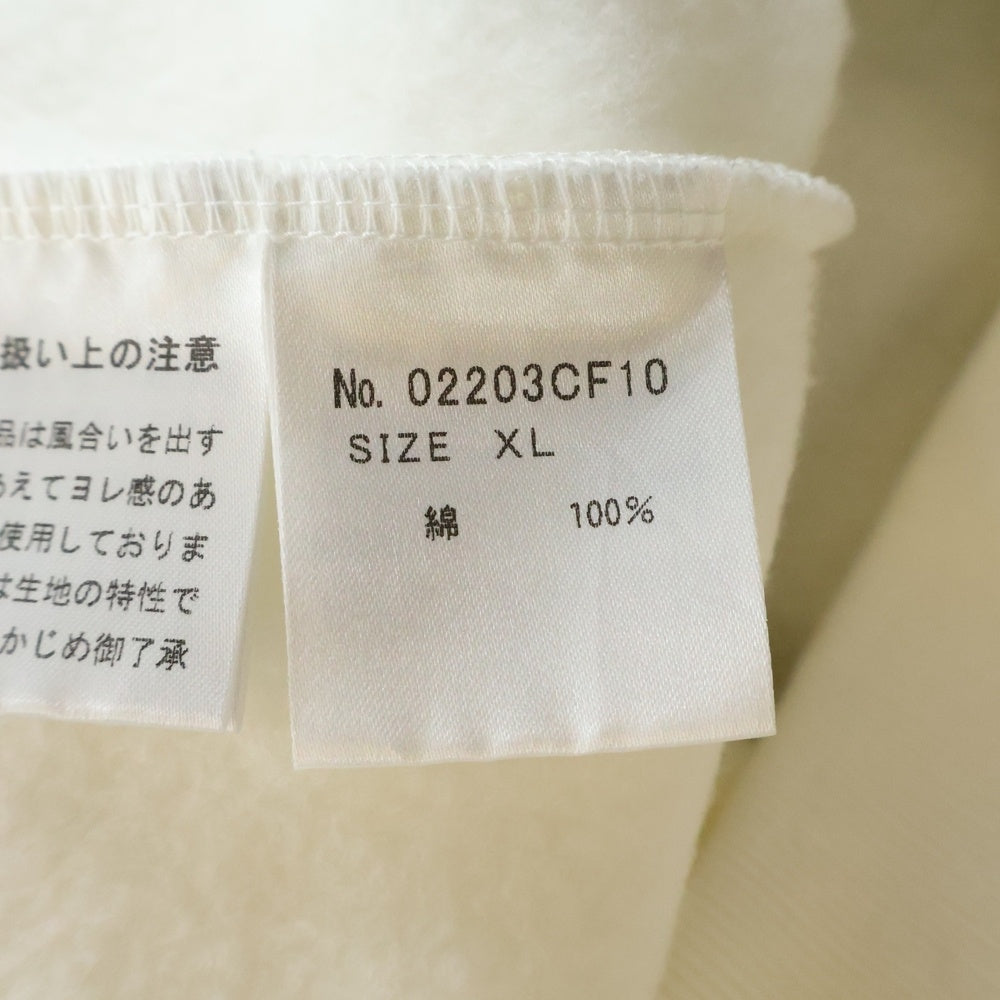 扱い上の注意
品は風合いを出す
えてヨレ感のあ
使用しておりま
は生地の特性で
かじめ御了承
No. 02203CF10
SIZE XL
綿 100%